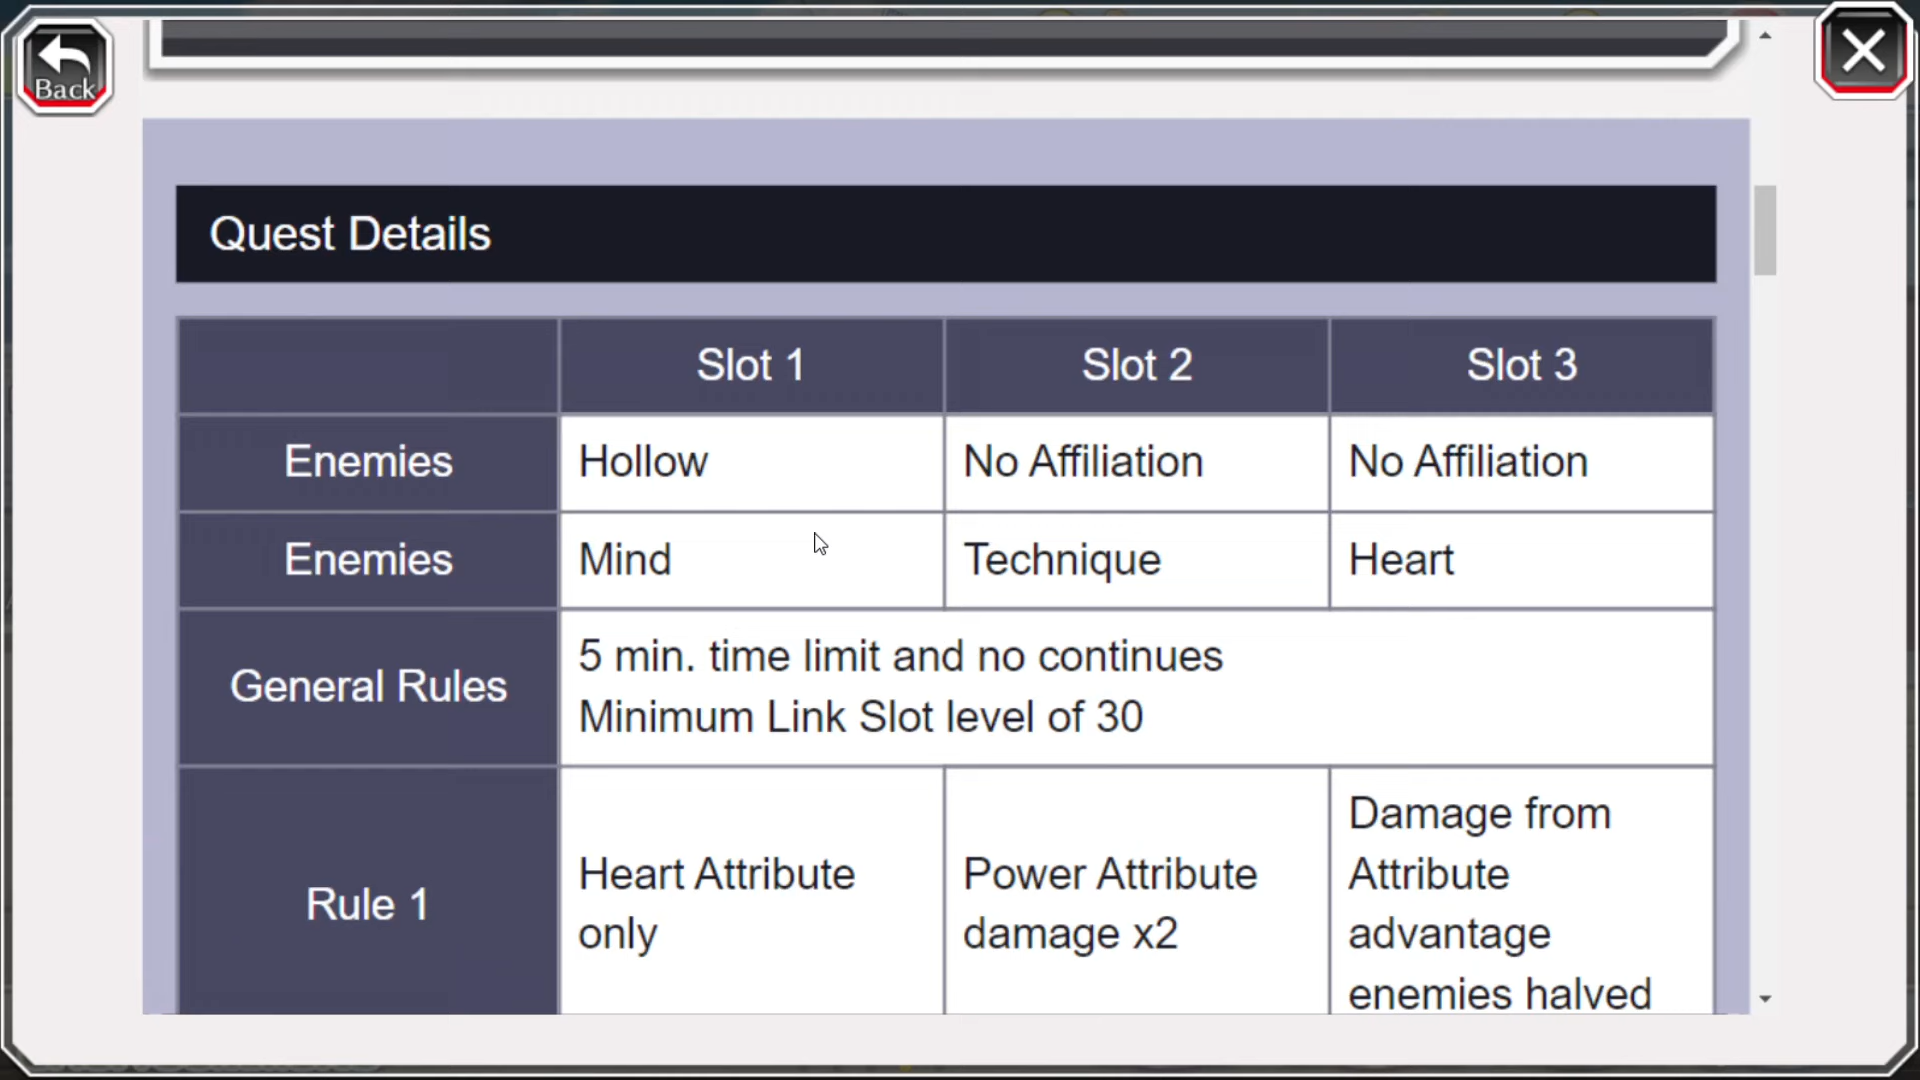 Back
Quest Details
Slot 1 Slot 2 Slot 3
Enemies Hollow No Affiliation No Affiliation
Enemies Mind Technique Heart
General Rules
5 min. time limit and no continues
Minimum Link Slot level of 30
Rule 1
Heart Attribute
only
Power Attribute
damage x2
Damage from
Attribute
advantage
enemies halved